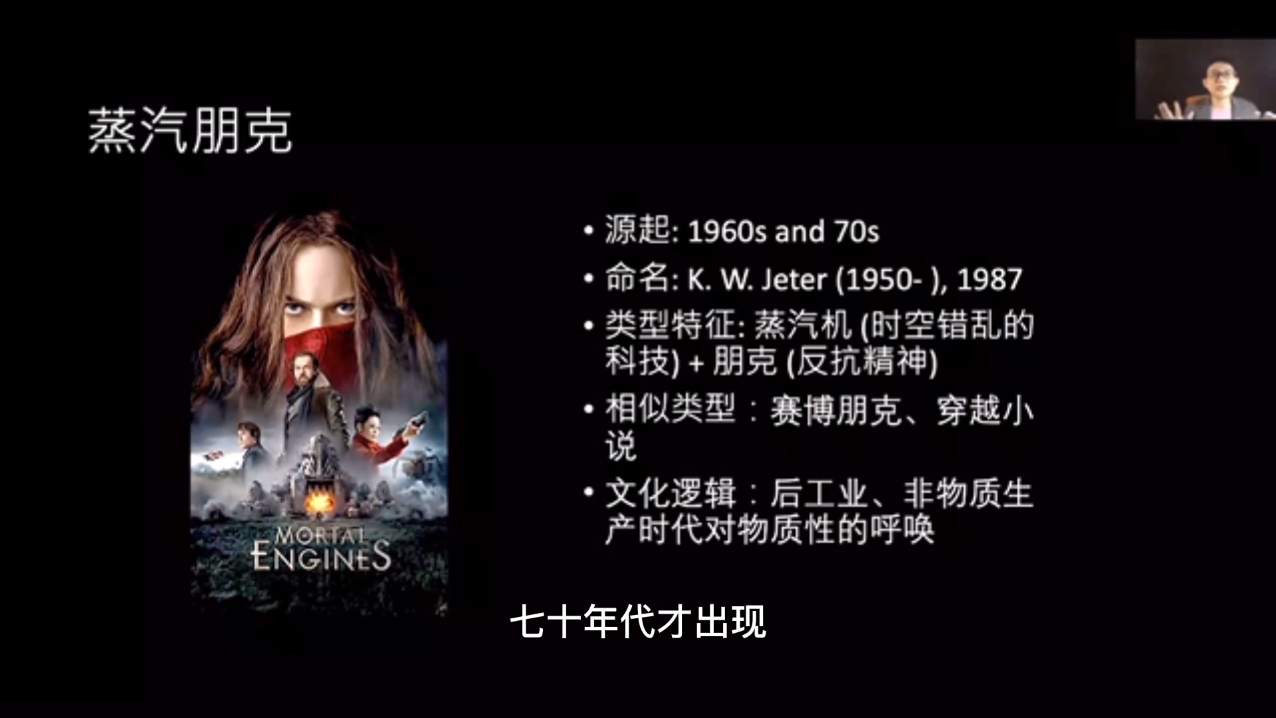 蒸汽朋克
• 源起: 1960s and 70s
• 命名: K. W. Jeter (1950- ), 1987
• 类型特征: 蒸汽机 (时空错乱的
科技) + 朋克 (反抗精神)
• 相似类型：赛博朋克、穿越小
说
• 文化逻辑：后工业、非物质生
产时代对物质性的呼唤
MORTAL
ENGINES
七十年代才出现